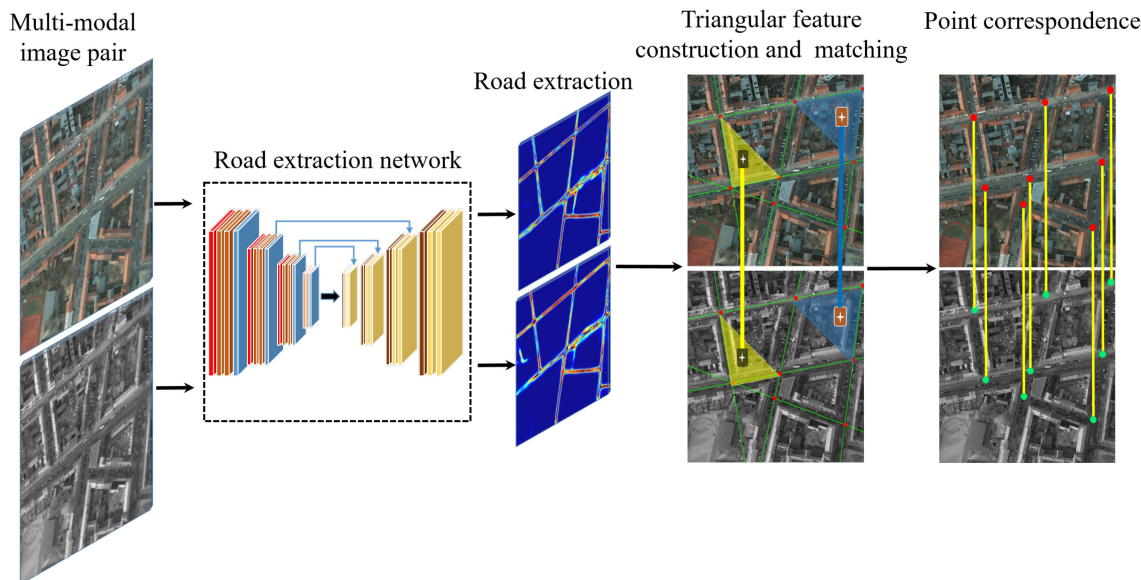 Multi-modal
image pair
Road extraction network
Road extraction
Triangular feature
construction and matching
Point correspondence